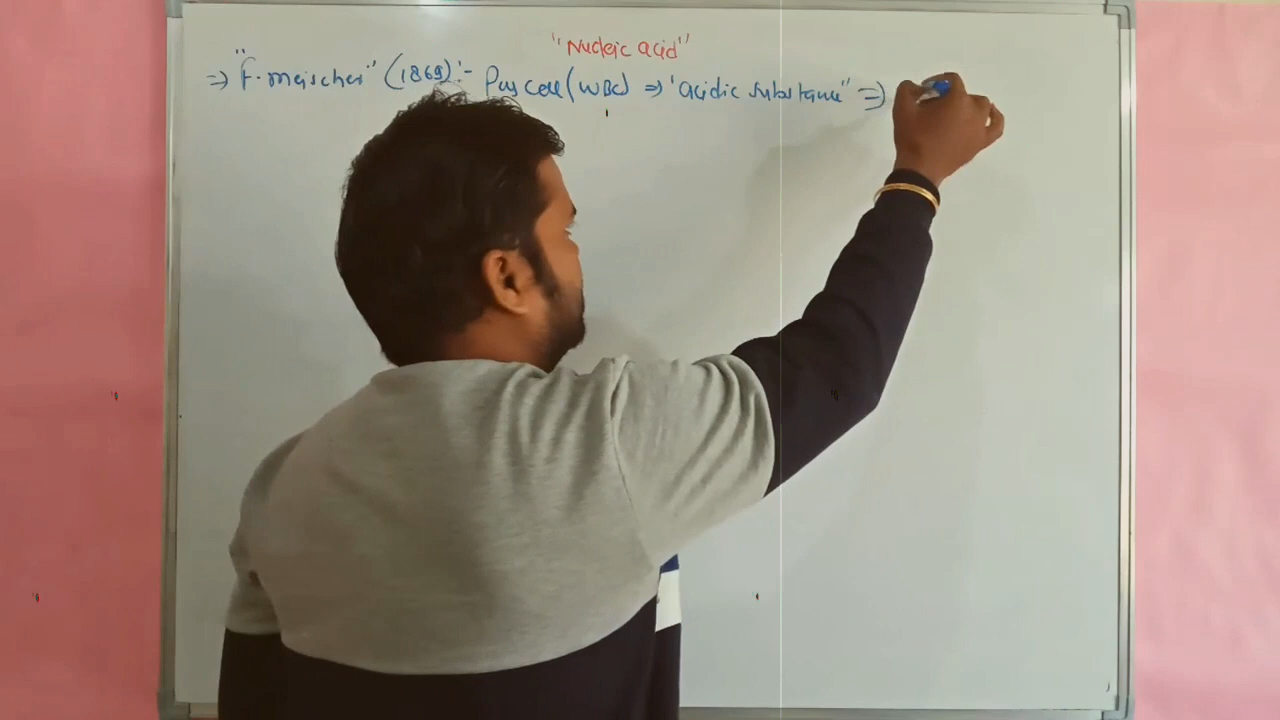 "Nucleic acid"
⇒ "F. meischer" (1869):- Pus cell (WBC) ⇒ 'acidic substance" ⇒